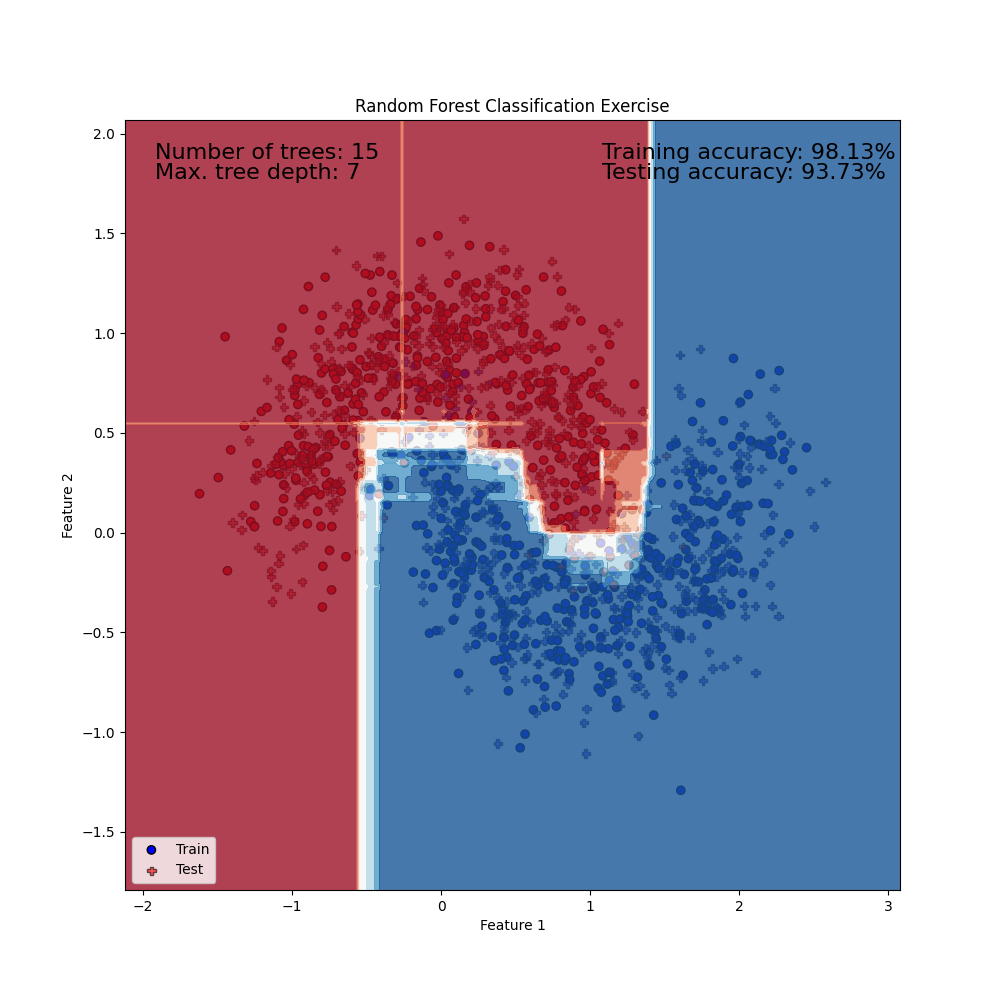 Random Forest Classification Exercise
Number of trees: 15
Max. tree depth: 7
Training accuracy: 98.13%
Testing accuracy: 93.73%
2.0
1.5
1.0
0.5
0.0
−0.5
−1.0
−1.5
Feature 2
Train
Test
−2
−1
0
1
2
3
Feature 1